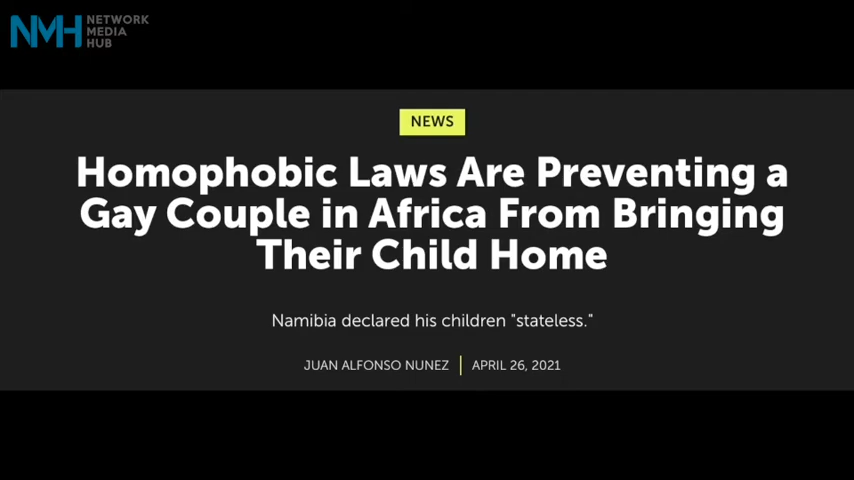 NMH NETWORK
MEDIA
HUB
NEWS
Homophobic Laws Are Preventing a
Gay Couple in Africa From Bringing
Their Child Home
Namibia declared his children "stateless."
JUAN ALFONSO NUNEZ | APRIL 26, 2021